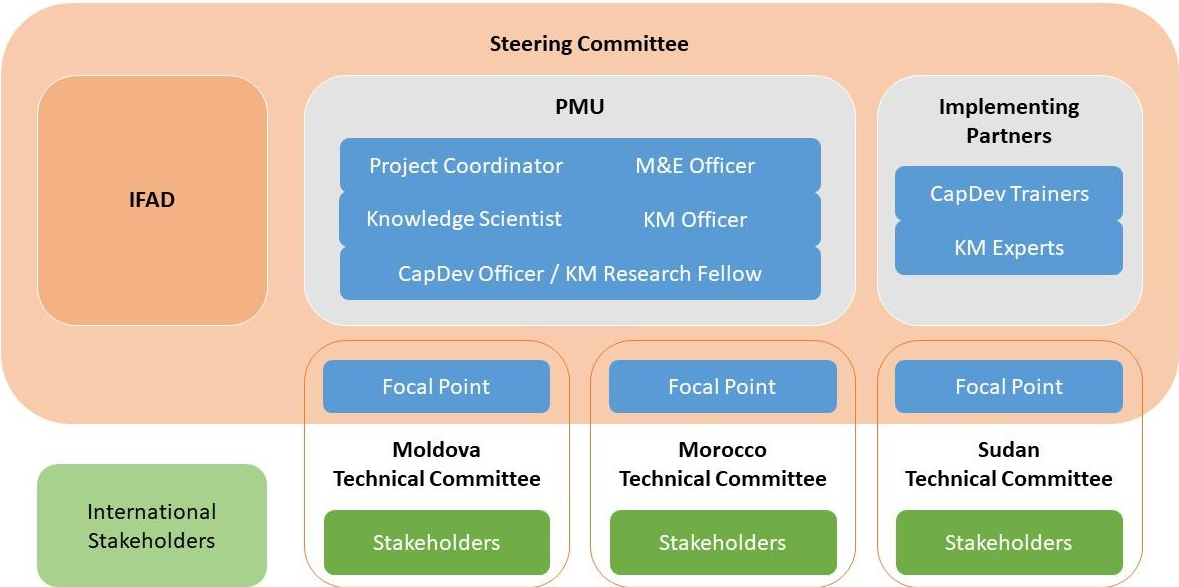 Steering Committee
IFAD
PMU
Project Coordinator
M&E Officer
Knowledge Scientist
KM Officer
CapDev Officer / KM Research Fellow
Implementing
Partners
CapDev Trainers
KM Experts
Focal Point
Focal Point
Focal Point
Moldova
Technical Committee
Morocco
Technical Committee
Sudan
Technical Committee
International
Stakeholders
Stakeholders
Stakeholders
Stakeholders